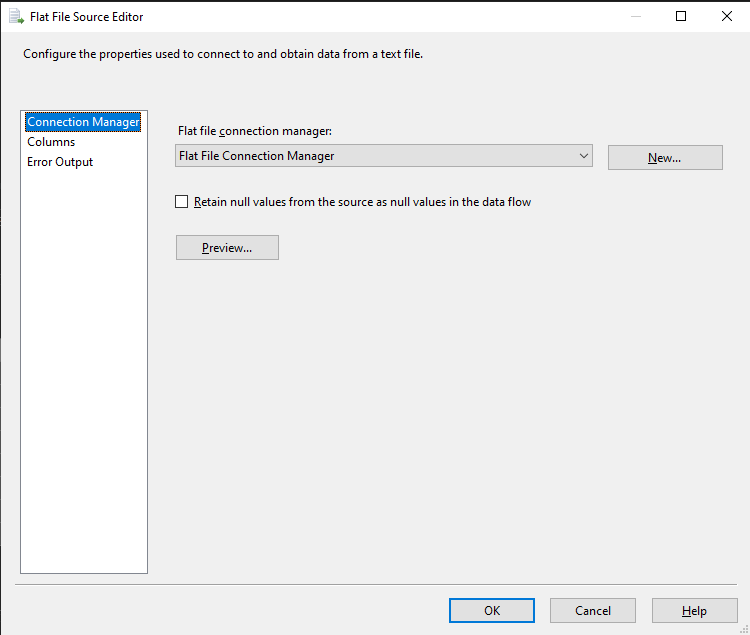 Flat File Source Editor
Configure the properties used to connect to and obtain data from a text file.
Connection Manager
Columns
Error Output
Flat file connection manager:
Flat File Connection Manager
New...
Retain null values from the source as null values in the data flow
Preview...
OK
Cancel
Help